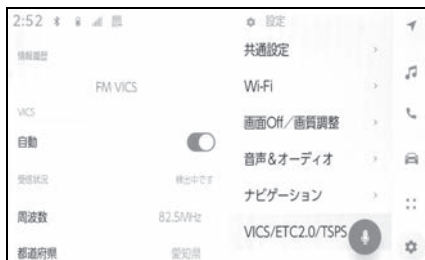 2:52
情報履歴
FM VICS
VICS
自動
受信状況 検出中です
周波数 82.5MHz
都道府県 愛知県
設定
共通設定
Wi-Fi
画面Off/画質調整
音声&オーディオ
ナビゲーション
VICS/ETC2.0/TSPS